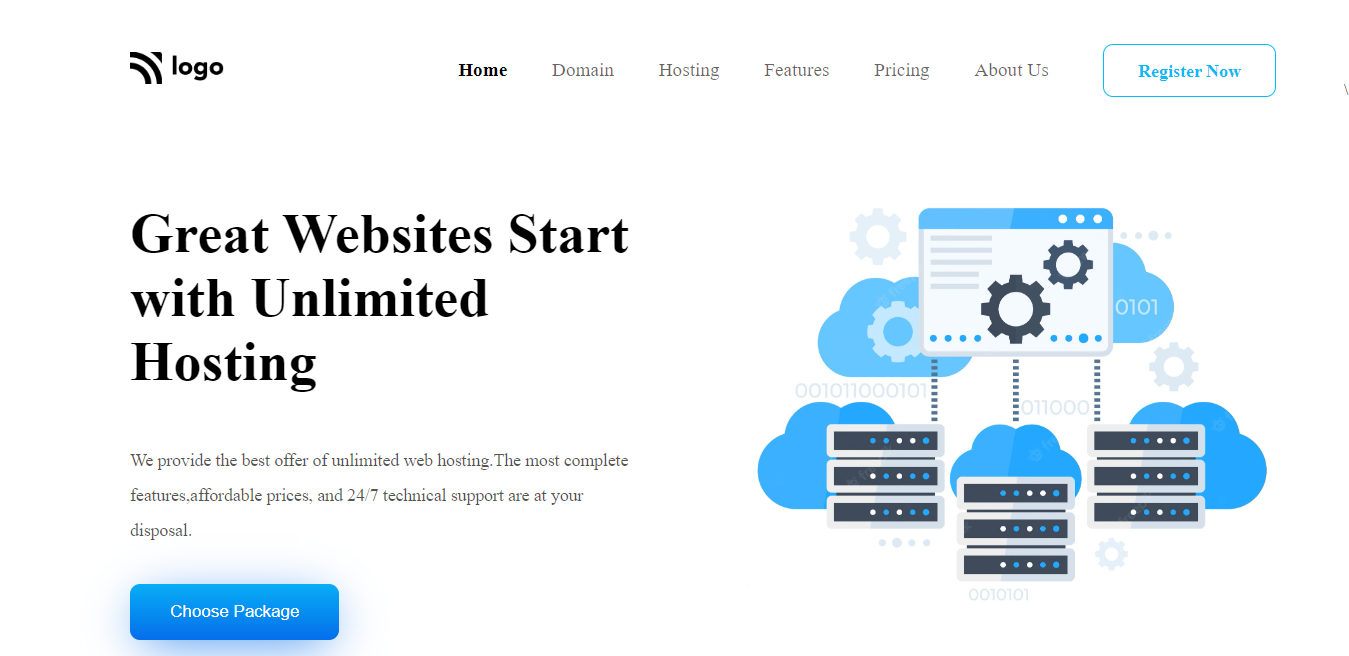 logo
Home Domain Hosting Features Pricing About Us Register Now
\
Great Websites Start
with Unlimited
Hosting
We provide the best offer of unlimited web hosting.The most complete
features,affordable prices, and 24/7 technical support are at your
disposal.
Choose Package
0101
001011000101
011000
0010101